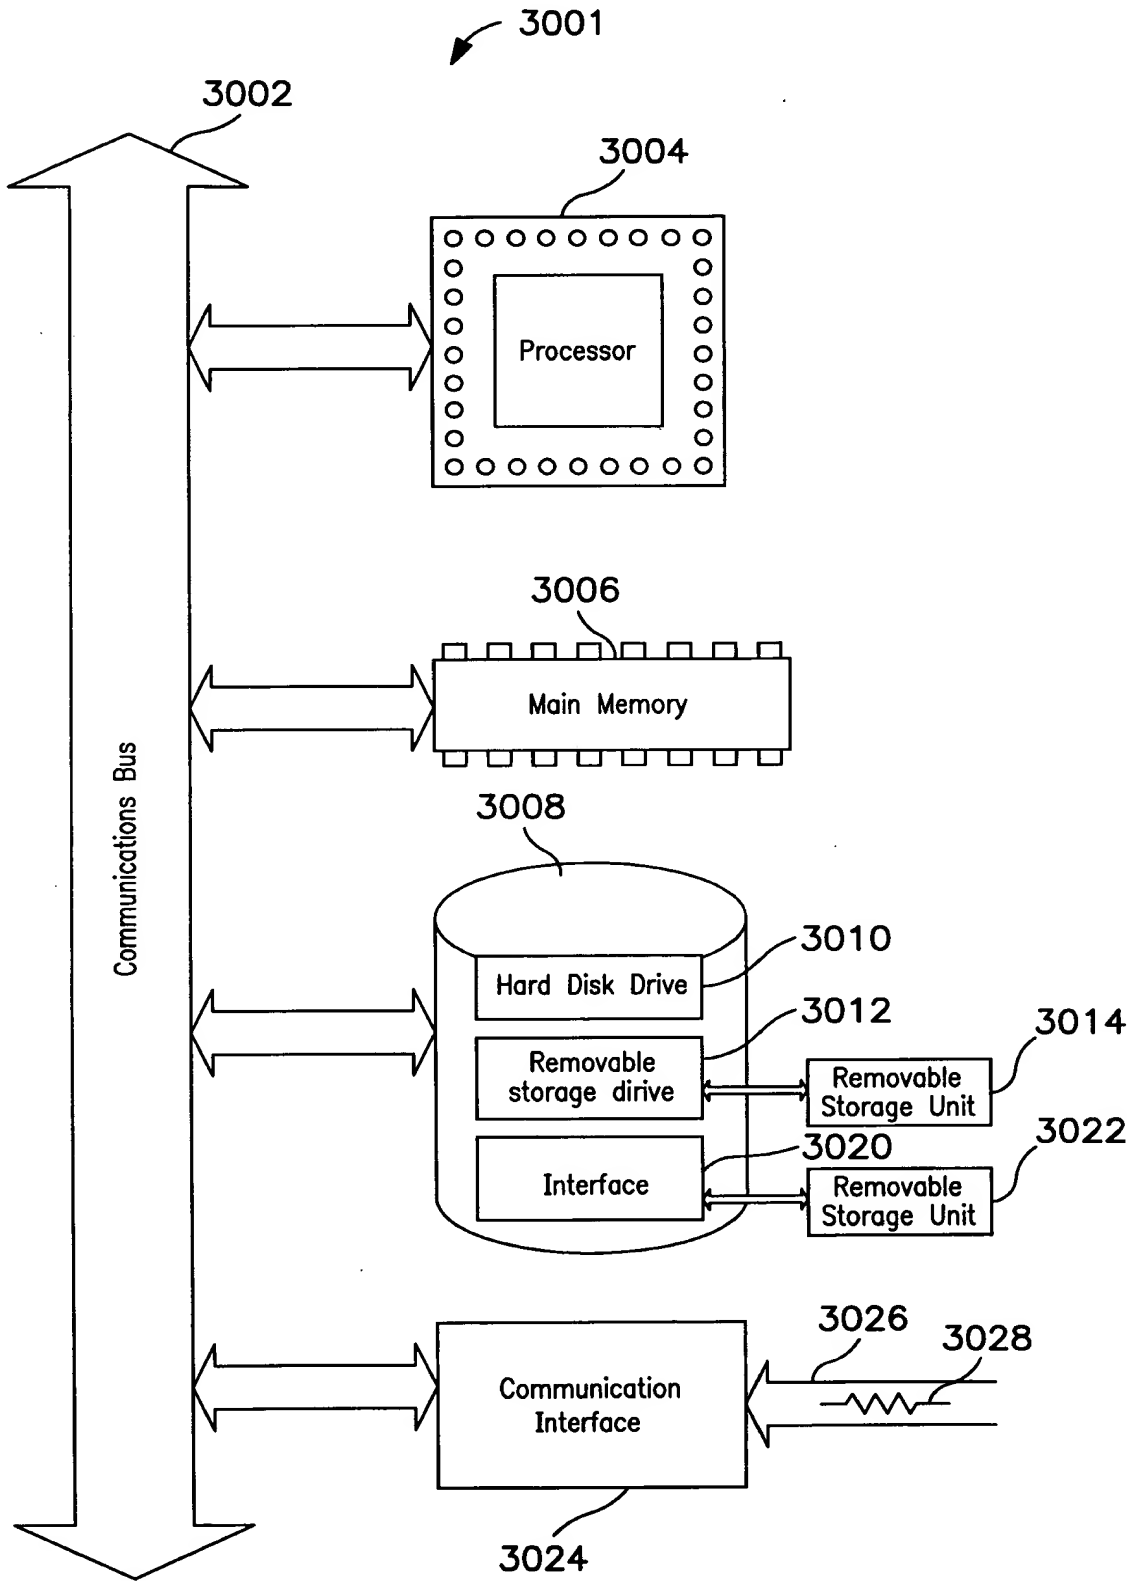 3001
3002
3004
Processor
3006
Main Memory
Communications Bus
3008
3010
Hard Disk Drive
3012
3014
Removable
storage dirive
Removable
Storage Unit
3020
3022
Interface
Removable
Storage Unit
3026
3028
Communication
Interface
3024